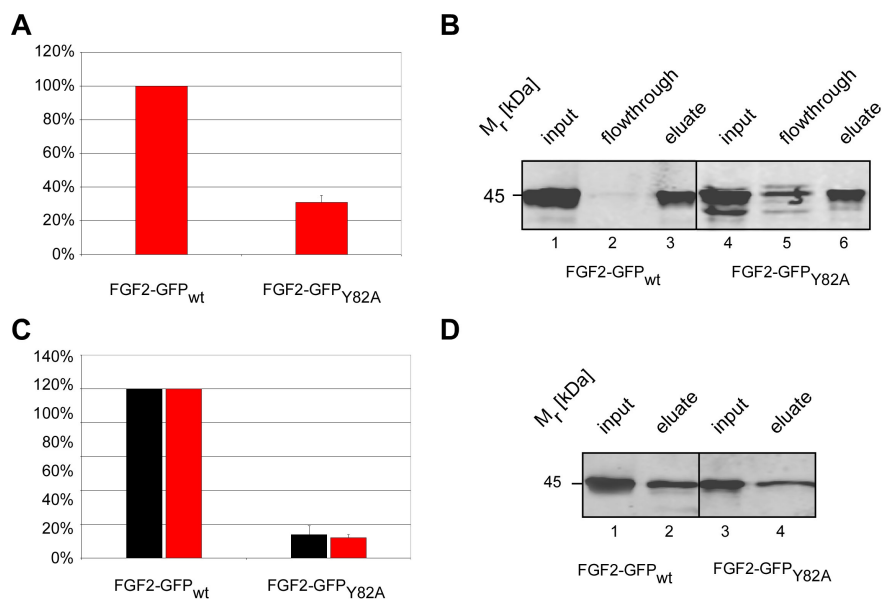 A
120%
100%
80%
60%
40%
20%
0%
FGF2-GFPwt
FGF2-GFPY82A
B
Mr [kDa]
input
flowthrough
eluate
input
flowthrough
eluate
45
1 2 3 4 5 6
FGF2-GFPwt
FGF2-GFPY82A
C
140%
120%
100%
80%
60%
40%
20%
0%
FGF2-GFPwt
FGF2-GFPY82A
D
Mr [kDa]
input
eluate
input
eluate
45
1 2 3 4
FGF2-GFPwt
FGF2-GFPY82A